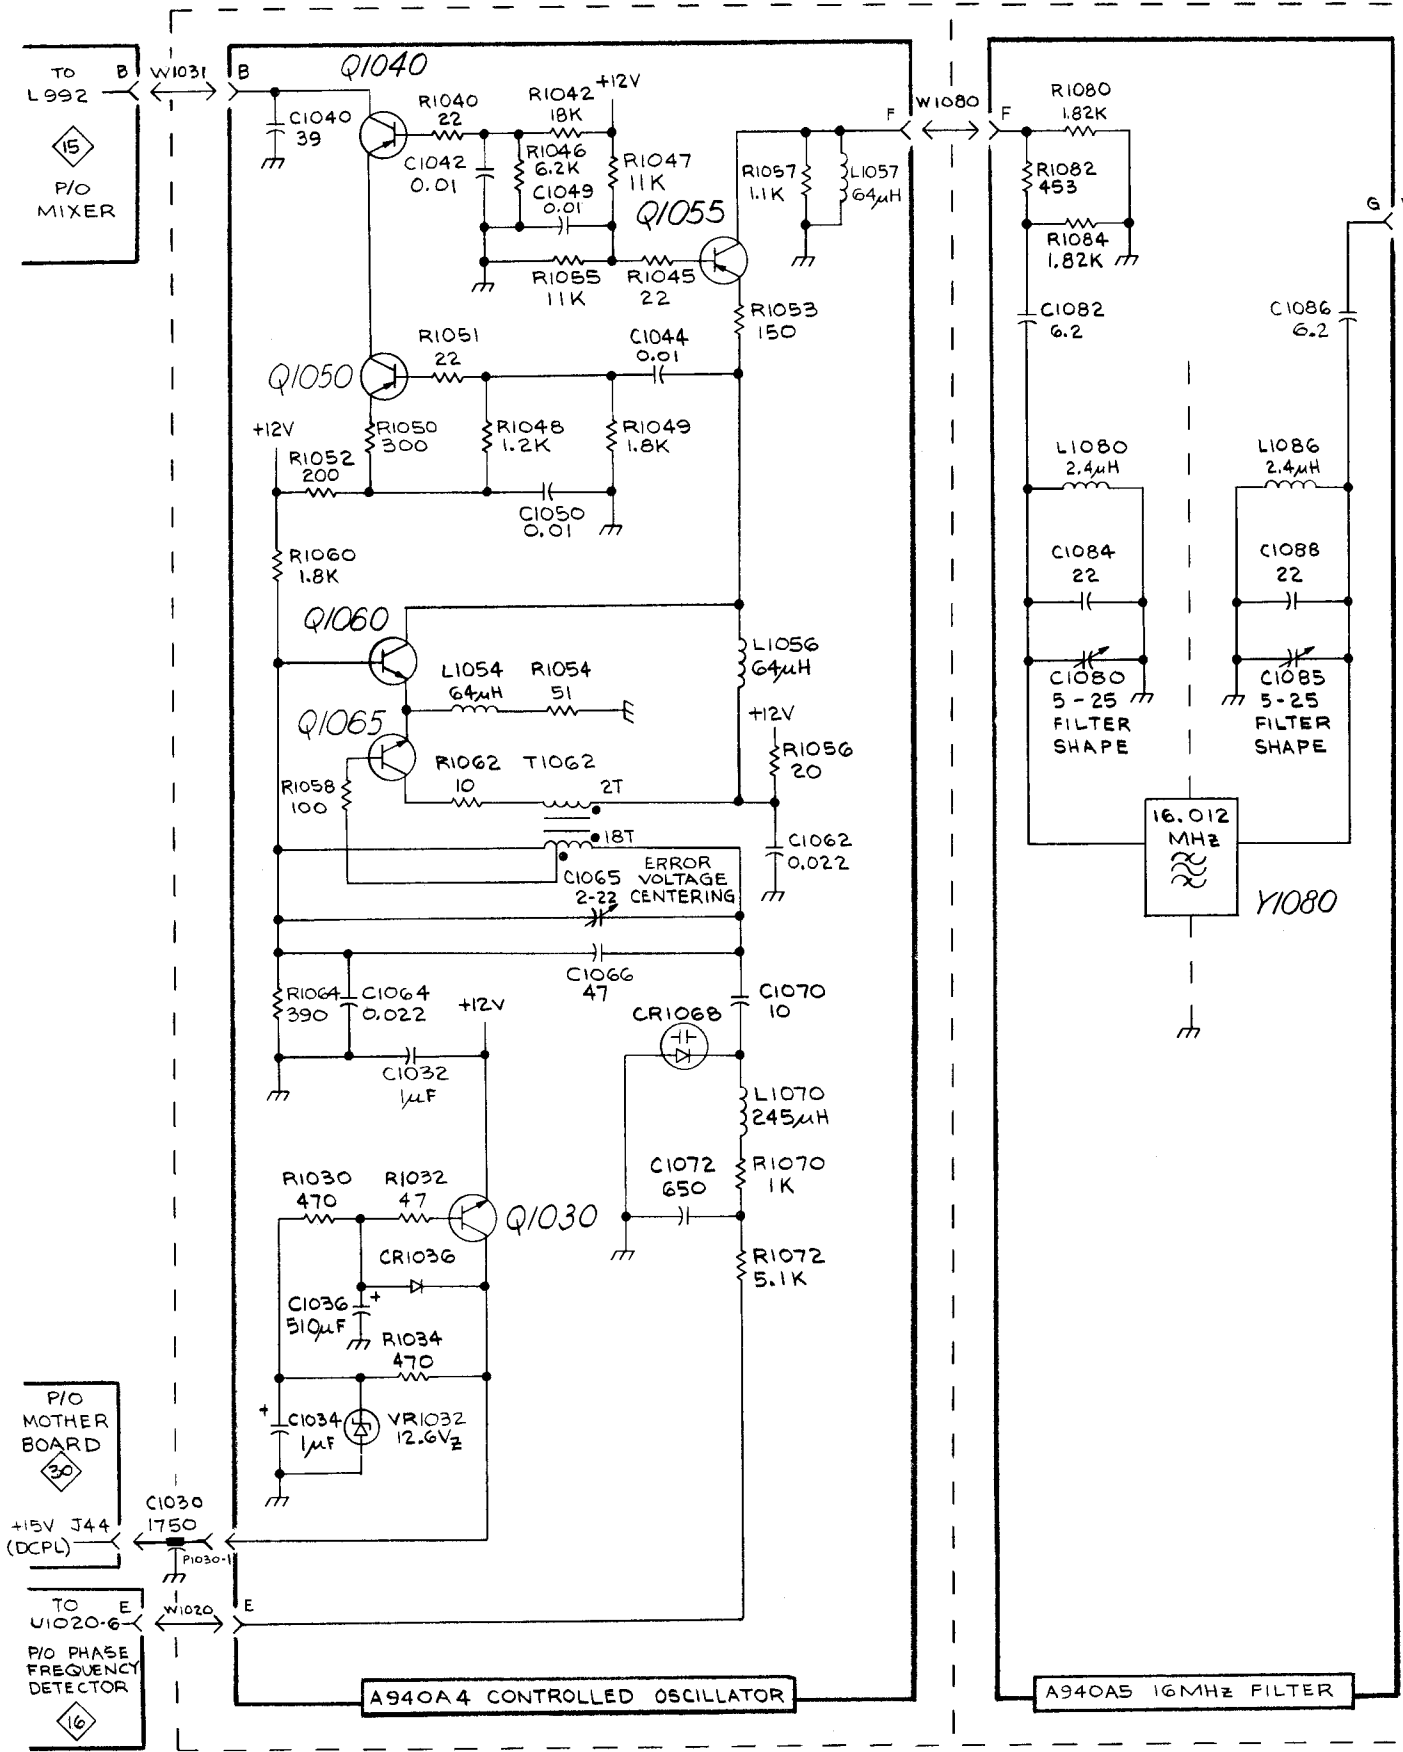 TO
L992
B
W1031
B
15
P/O
MIXER
Q1040
C1040
39
R1040
22
R1042
18K
+12V
C1042
0.01
R1046
6.2K
C1049
0.01
R1047
11K
Q1055
R1055
11K
R1045
22
R1057
1.1K
L1057
64μH
F
W1080
F
R1053
150
R1080
1.82K
R1082
453
R1084
1.82K
G
C1082
6.2
C1086
6.2
R1051
22
C1044
0.01
Q1050
+12V
R1050
300
R1048
1.2K
R1049
1.8K
R1052
200
C1050
0.01
R1060
1.8K
L1080
2.4μH
L1086
2.4μH
C1084
22
C1088
22
C1080
5-25
FILTER
SHAPE
C1085
5-25
FILTER
SHAPE
Q1060
L1054
64μH
R1054
51
L1056
64μH
Q1065
+12V
R1056
20
R1058
100
R1062
10
T1062
2T
18T
C1062
0.022
16.012
MHz
Y1080
C1065
2-22
ERROR
VOLTAGE
CENTERING
C1066
47
R1064
390
C1064
0.022
+12V
C1070
10
CR1068
C1032
1μF
L1070
245μH
R1030
470
R1032
47
Q1030
C1072
650
R1070
1K
CR1036
R1072
5.1K
C1036
+
510μF
R1034
470
+
C1034
1μF
VR1032
12.6Vz
P/O
MOTHER
BOARD
30
C1030
1750
+15V J44
(DCPL)
P1030-1
TO
U1020-6
E
W1020
E
P/O PHASE
FREQUENCY
DETECTOR
16
A940A4 CONTROLLED OSCILLATOR
A940A5 16MHz FILTER